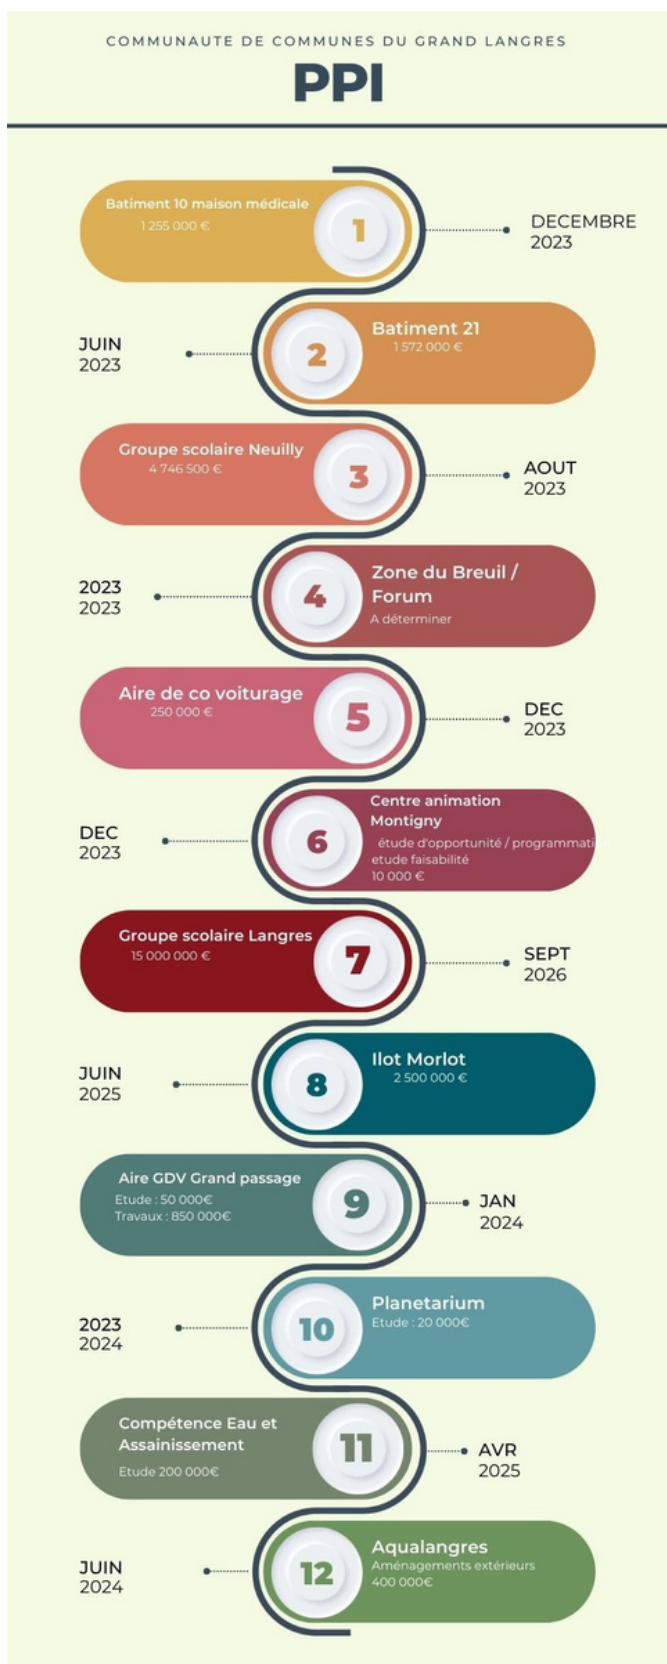 COMMUNAUTE DE COMMUNES DU GRAND LANGRES
PPI
Batiment 10 maison médicale
1 255 000 €
1
DECEMBRE
2023
JUIN
2023
2
Batiment 21
1 572 000 €
Groupe scolaire Neuilly
4 746 500 €
3
AOUT
2023
2023
2023
4
Zone du Breuil /
Forum
A déterminer
Aire de co voiturage
250 000 €
5
DEC
2023
DEC
2023
6
Centre animation
Montigny
étude d'opportunité / programmati
etude faisabilité
10 000 €
Groupe scolaire Langres
15 000 000 €
7
SEPT
2026
JUIN
2025
8
Ilot Morlot
2 500 000 €
Aire GDV Grand passage
Etude : 50 000€
Travaux : 850 000€
9
JAN
2024
2023
2024
10
Planetarium
Etude : 20 000€
Compétence Eau et
Assainissement
Etude 200 000€
11
AVR
2025
JUIN
2024
12
Aqualangres
Aménagements extérieurs
400 000€